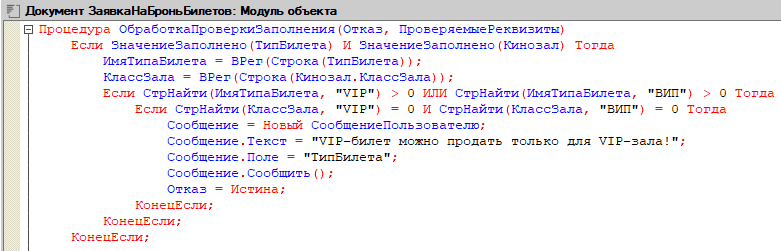 Документ ЗаявкаНаБроньБилетов: Модуль объекта
Процедура ОбработкаПроверкиЗаполнения(Отказ, ПроверяемыеРеквизиты)
Если ЗначениеЗаполнено(ТипБилета) И ЗначениеЗаполнено(Кинозал) Тогда
ИмяТипаБилета = ВРег(Строка(ТипБилета));
КлассЗала = ВРег(Строка(Кинозал.КлассЗала));
Если СтрНайти(ИмяТипаБилета, "VIP") > 0 ИЛИ СтрНайти(ИмяТипаБилета, "ВИП") > 0 Тогда
Если СтрНайти(КлассЗала, "VIP") = 0 И СтрНайти(КлассЗала, "ВИП") = 0 Тогда
Сообщение = Новый СообщениеПользователю;
Сообщение.Текст = "VIP-билет можно продать только для VIP-зала!";
Сообщение.Поле = "ТипБилета";
Сообщение.Сообщить();
Отказ = Истина;
КонецЕсли;
КонецЕсли;
КонецЕсли;